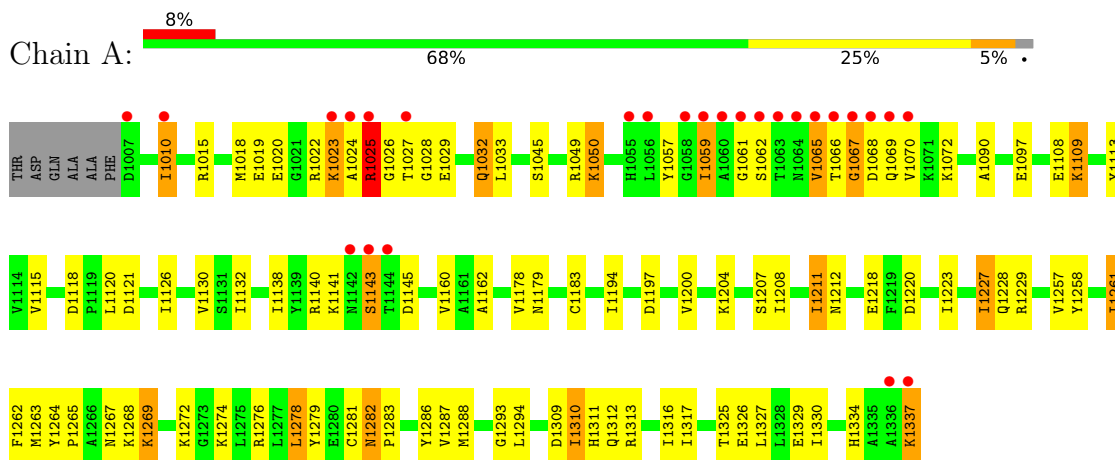 8%
Chain A:
68% 25% 5% •
THR ASP GLN ALA ALA PHE D1007 I1010 R1015 M1018 E1019 E1020 G1021 R1022 K1023 A1024 R1025 G1026 T1027 G1028 E1029 Q1032 L1033 S1045 R1049 K1050 H1055 L1056 Y1057 G1058 I1059 A1060 G1061 S1062 T1063 N1064 V1065 T1066 G1067 D1068 Q1069 V1070 K1071 K1072 A1090 E1097 E1108 K1109 Y1113
V1114 V1115 D1118 P1119 L1120 D1121 I1126 V1130 S1131 I1132 I1138 Y1139 R1140 K1141 N1142 S1143 T1144 D1145 V1160 A1161 A1162 V1178 N1179 C1183 I1194 D1197 V1200 K1204 S1207 I1208 I1211 N1212 E1218 F1219 D1220 I1223 I1227 Q1228 R1229 V1257 Y1258
F1262 M1263 Y1264 P1265 A1266 N1267 K1268 K1269 K1272 G1273 K1274 L1275 R1276 L1277 L1278 Y1279 E1280 C1281 N1282 P1283 Y1286 V1287 M1288 G1293 L1294 D1309 I1310 H1311 Q1312 R1313 I1316 I1317 T1325 E1326 L1327 L1328 E1329 I1330 H1334 A1335 A1336 K1337